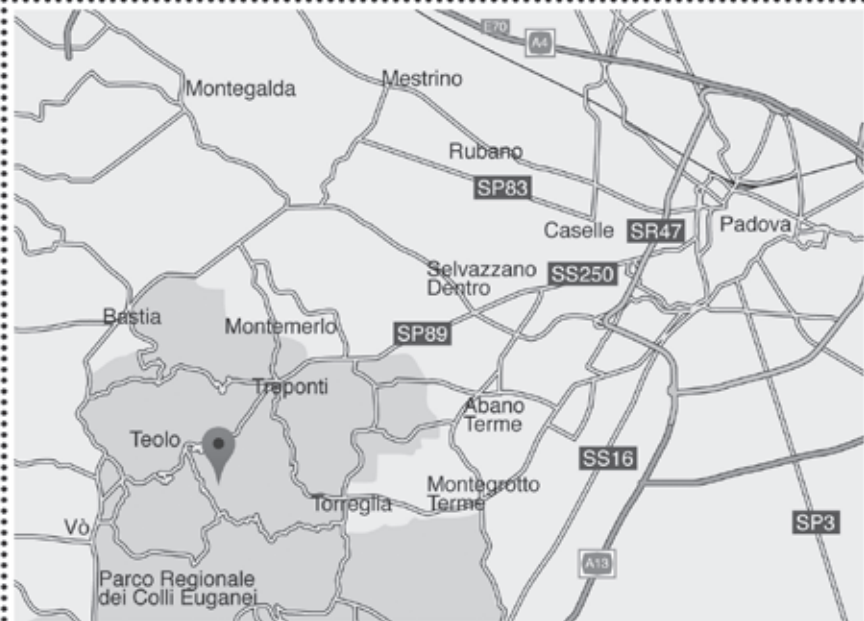 E70
A4
Mestrino
Montegalda
Rubano
SP83
Padova
Caselle
SR47
Selvazzano
Dentro
SS250
Bastia
Montemerlo
SP89
Treponti
Abano
Terme
Teolo
SS16
Montegrotto
Terme
Torreglia
SP3
Vò
A13
Parco Regionale
dei Colli Euganei